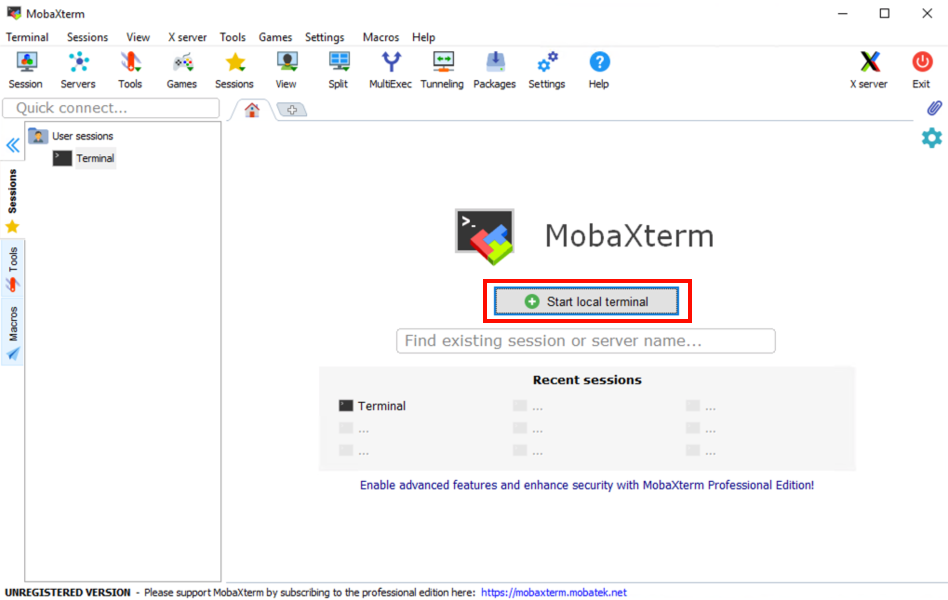 MobaXterm
Terminal Sessions View X server Tools Games Settings Macros Help
Session Servers Tools Games Sessions View Split MultiExec Tunneling Packages Settings Help X server Exit
Quick connect...
User sessions
Terminal
Sessions
Tools
Macros
>_
MobaXterm
Start local terminal
Find existing session or server name...
Recent sessions
Terminal ... ...
... ... ...
... ... ...
Enable advanced features and enhance security with MobaXterm Professional Edition!
UNREGISTERED VERSION - Please support MobaXterm by subscribing to the professional edition here: https://mobaxterm.mobatek.net